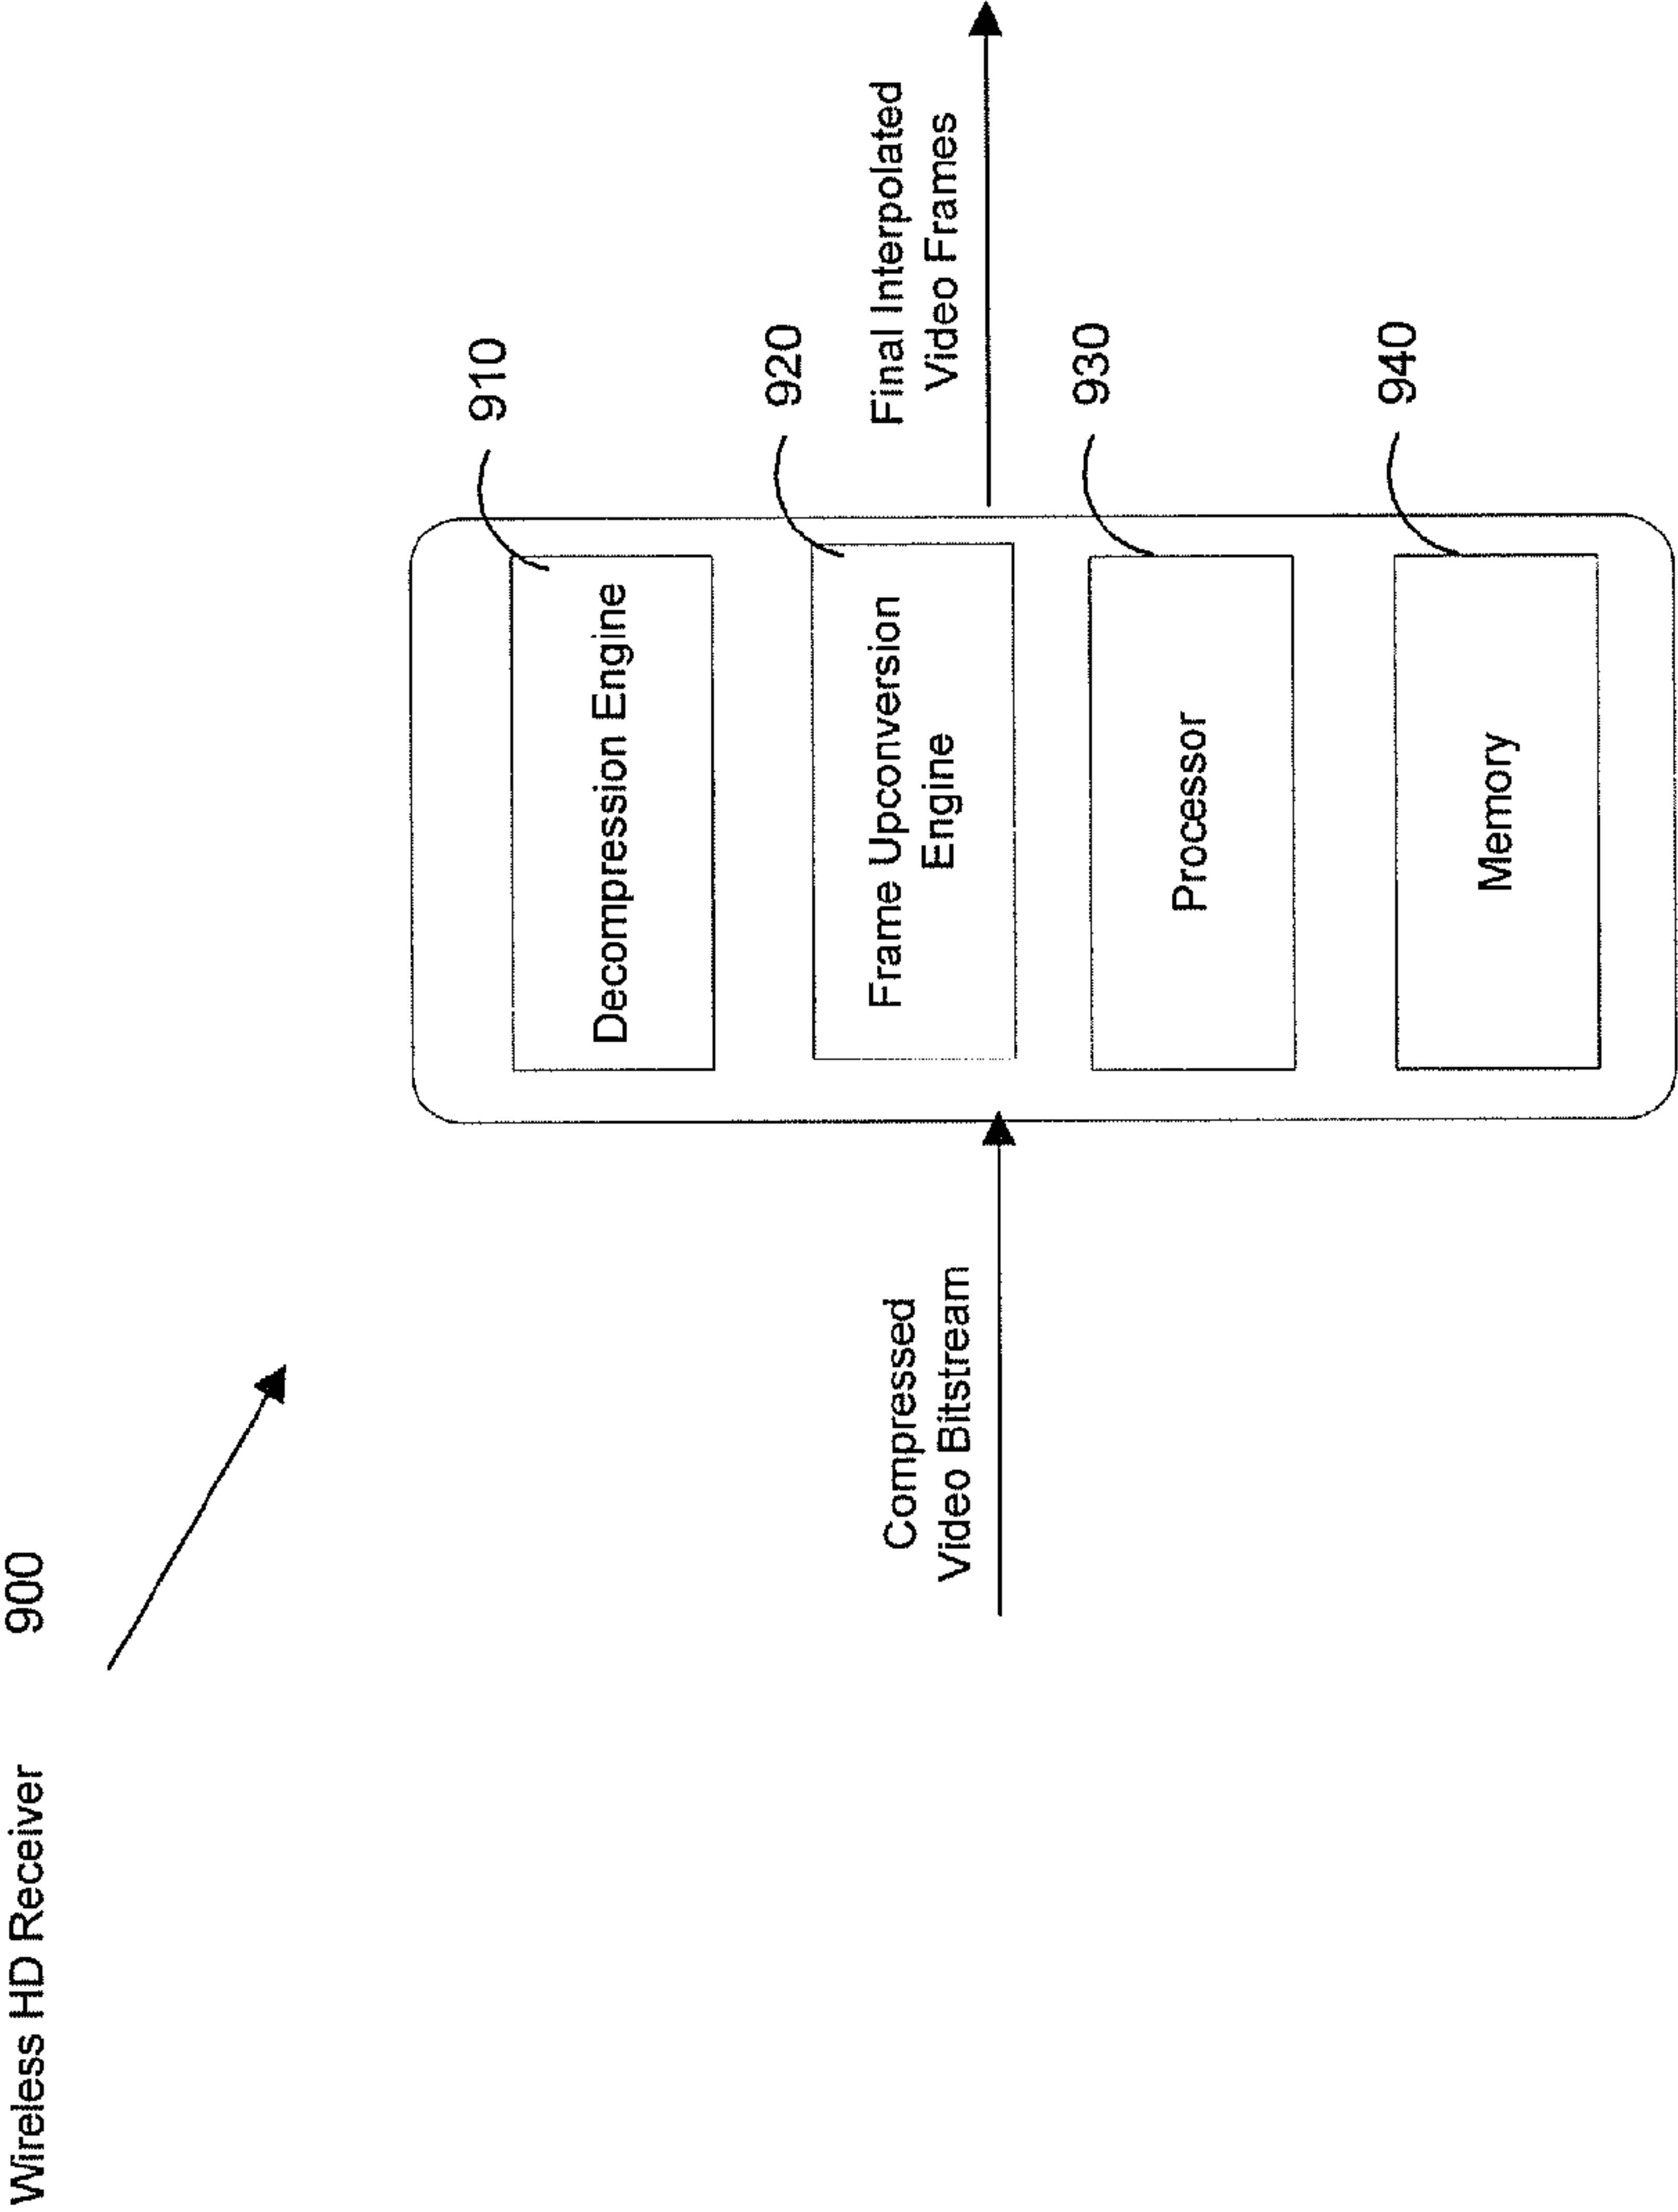 Wireless HD Receiver 900
910
Decompression Engine
920
Frame Upconversion
Engine
Final Interpolated
Video Frames
Compressed
Video Bitstream
930
Processor
940
Memory